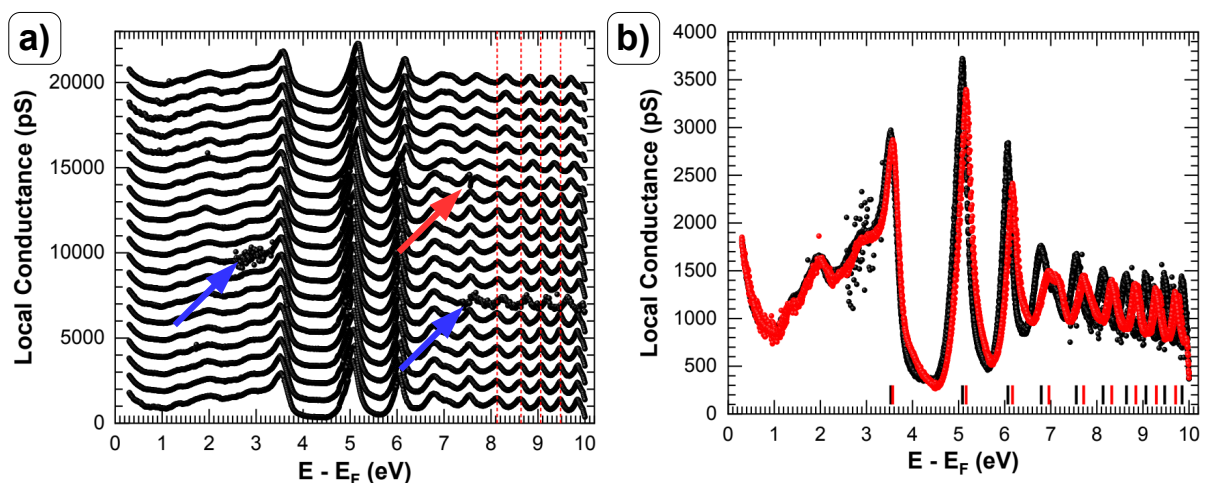 a)
Local Conductance (pS)
20000
15000
10000
5000
0
0 1 2 3 4 5 6 7 8 9 10
E - E_F (eV)
b)
Local Conductance (pS)
4000
3500
3000
2500
2000
1500
1000
500
0
0 1 2 3 4 5 6 7 8 9 10
E - E_F (eV)